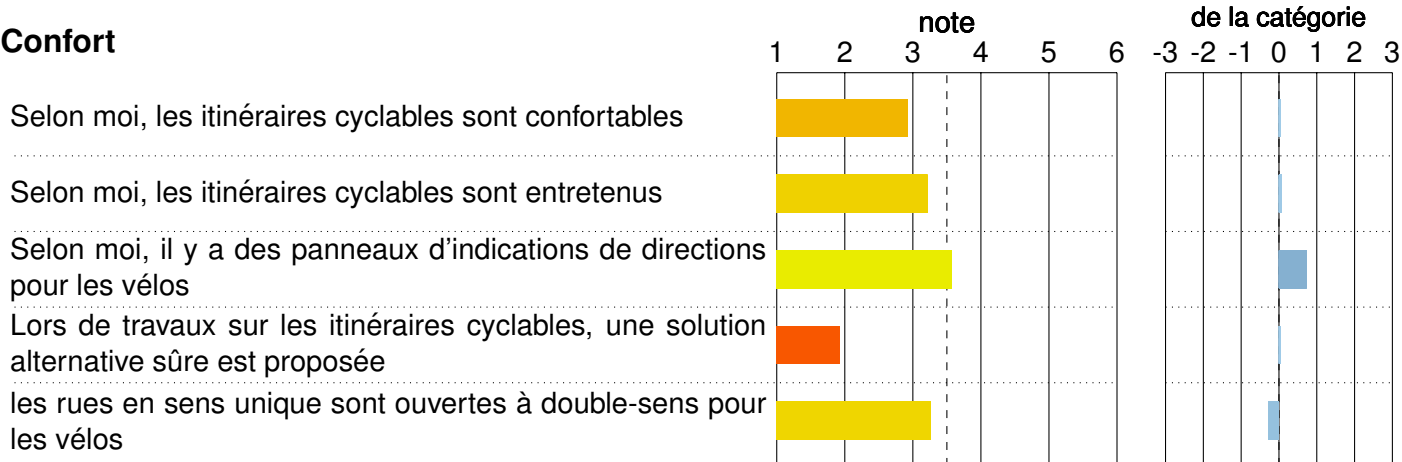 note
de la catégorie
Confort
1 2 3 4 5 6
-3 -2 -1 0 1 2 3
Selon moi, les itinéraires cyclables sont confortables
Selon moi, les itinéraires cyclables sont entretenus
Selon moi, il y a des panneaux d'indications de directions
pour les vélos
Lors de travaux sur les itinéraires cyclables, une solution
alternative sûre est proposée
les rues en sens unique sont ouvertes à double-sens pour
les vélos